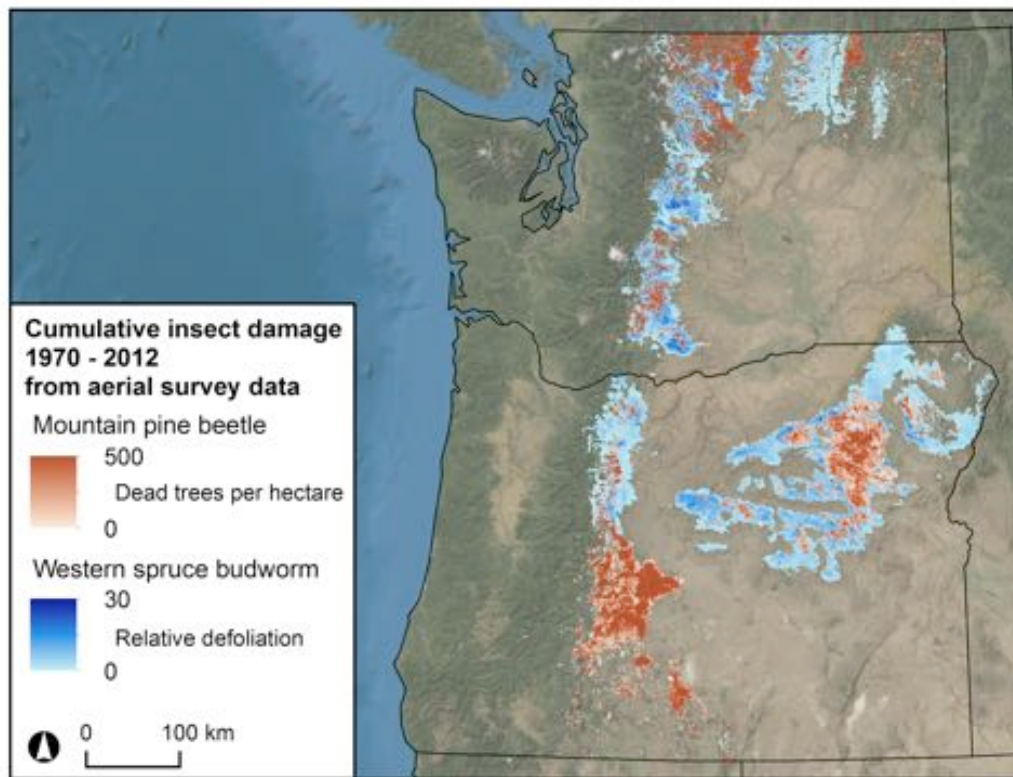 Cumulative insect damage
1970 - 2012
from aerial survey data
Mountain pine beetle
500
Dead trees per hectare
0
Western spruce budworm
30
Relative defoliation
0
0 100 km